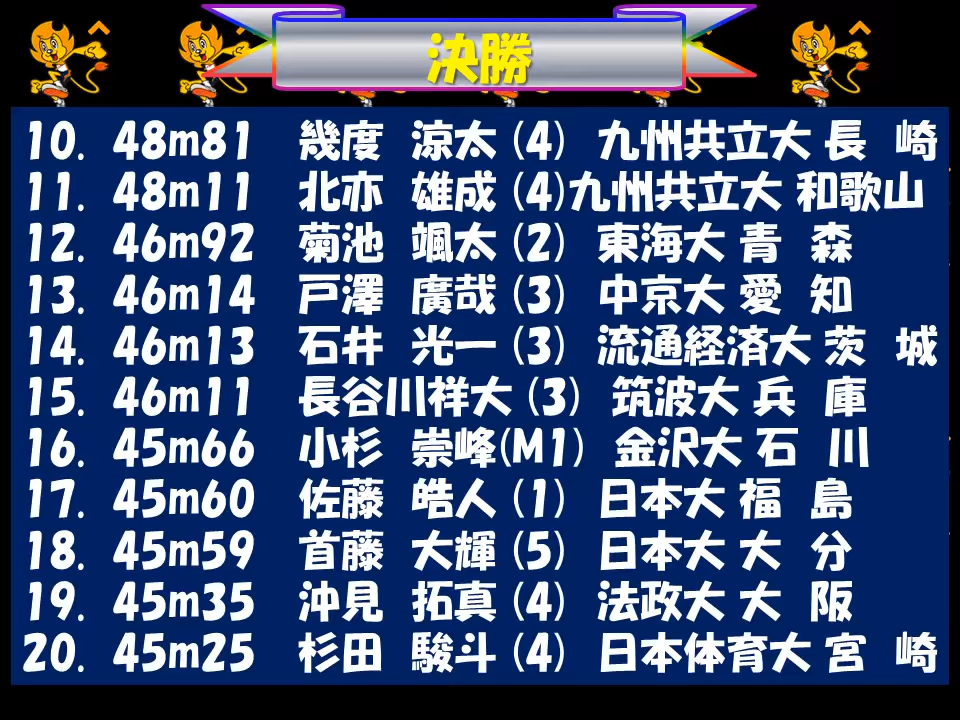 決勝
10. 48m81 幾度 涼太 (4) 九州共立大 長 崎
11. 48m11 北亦 雄成 (4)九州共立大 和歌山
12. 46m92 菊池 颯太 (2) 東海大 青 森
13. 46m14 戸澤 廣哉 (3) 中京大 愛 知
14. 46m13 石井 光一 (3) 流通経済大 茨 城
15. 46m11 長谷川祥大 (3) 筑波大 兵 庫
16. 45m66 小杉 崇峰(M1) 金沢大 石 川
17. 45m60 佐藤 皓人 (1) 日本大 福 島
18. 45m59 首藤 大輝 (5) 日本大 大 分
19. 45m35 沖見 拓真 (4) 法政大 大 阪
20. 45m25 杉田 駿斗 (4) 日本体育大 宮 崎